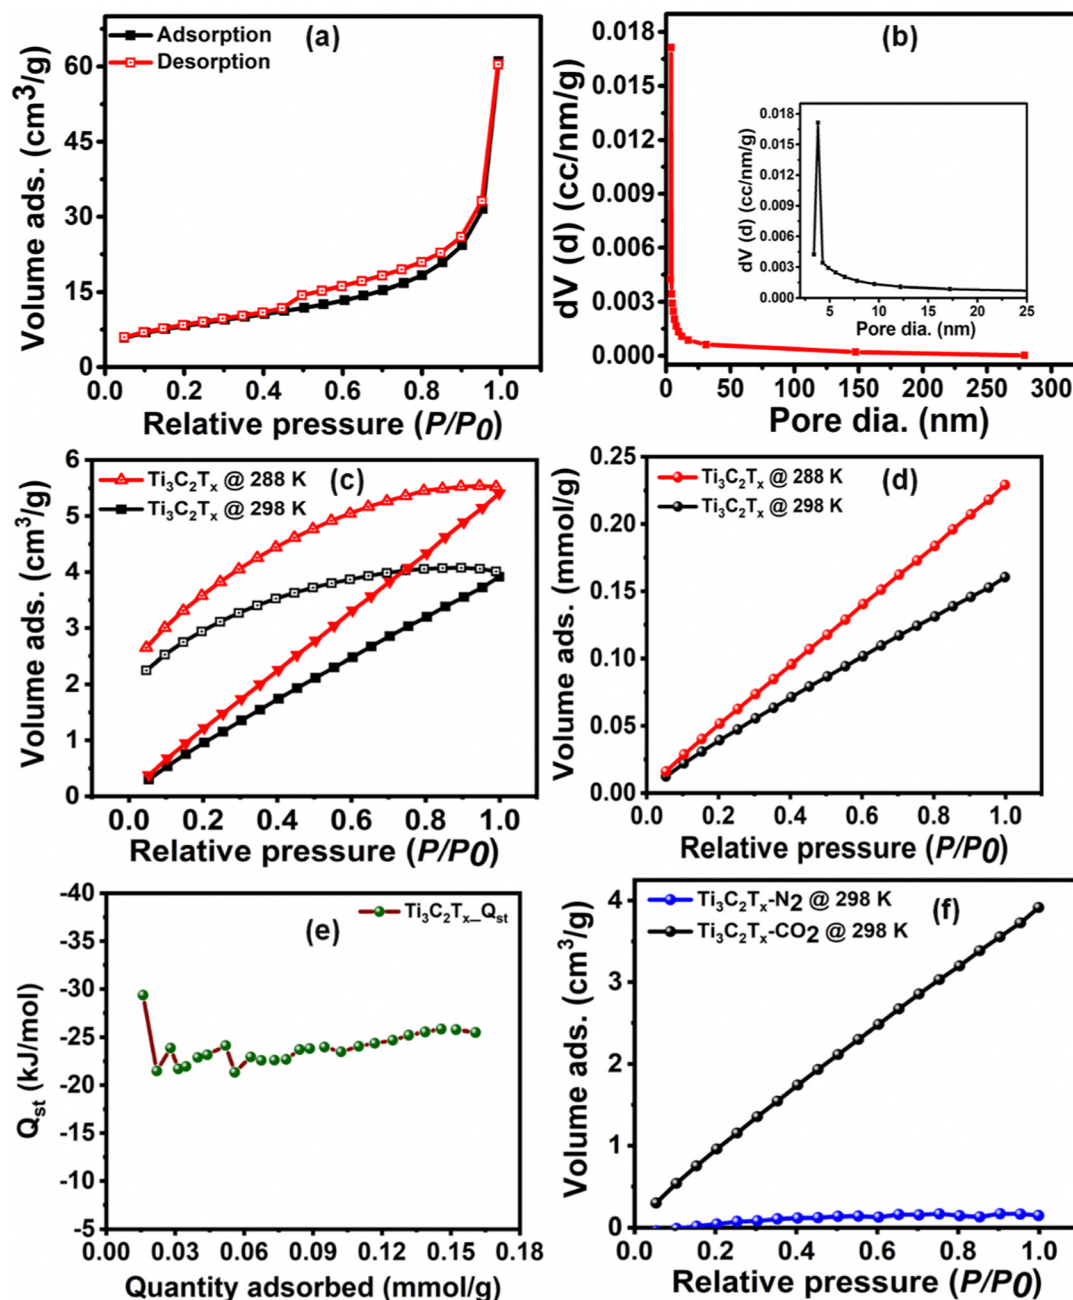 (a)
Adsorption
Desorption
Volume ads. (cm³/g)
60
45
30
15
0
0.0 0.2 0.4 0.6 0.8 1.0
Relative pressure (P/P0)
(b)
dV (d) (cc/nm/g)
0.018
0.015
0.012
0.009
0.006
0.003
0.000
0 50 100 150 200 250 300
Pore dia. (nm)
dV (d) (cc/nm/g)
0.018
0.015
0.012
0.009
0.006
0.003
0.000
5 10 15 20 25
Pore dia. (nm)
(c)
Ti₃C₂Tₓ @ 288 K
Ti₃C₂Tₓ @ 298 K
Volume ads. (cm³/g)
6
5
4
3
2
1
0
0.0 0.2 0.4 0.6 0.8 1.0
Relative pressure (P/P0)
(d)
Ti₃C₂Tₓ @ 288 K
Ti₃C₂Tₓ @ 298 K
Volume ads. (mmol/g)
0.25
0.20
0.15
0.10
0.05
0.00
0.0 0.2 0.4 0.6 0.8 1.0
Relative pressure (P/P0)
(e)
Ti₃C₂Tₓ_Qst
Qst (kJ/mol)
-40
-35
-30
-25
-20
-15
-10
-5
0.00 0.03 0.06 0.09 0.12 0.15 0.18
Quantity adsorbed (mmol/g)
(f)
Ti₃C₂Tₓ-N2 @ 298 K
Ti₃C₂Tₓ-CO2 @ 298 K
Volume ads. (cm³/g)
4
3
2
1
0
0.0 0.2 0.4 0.6 0.8 1.0
Relative pressure (P/P0)